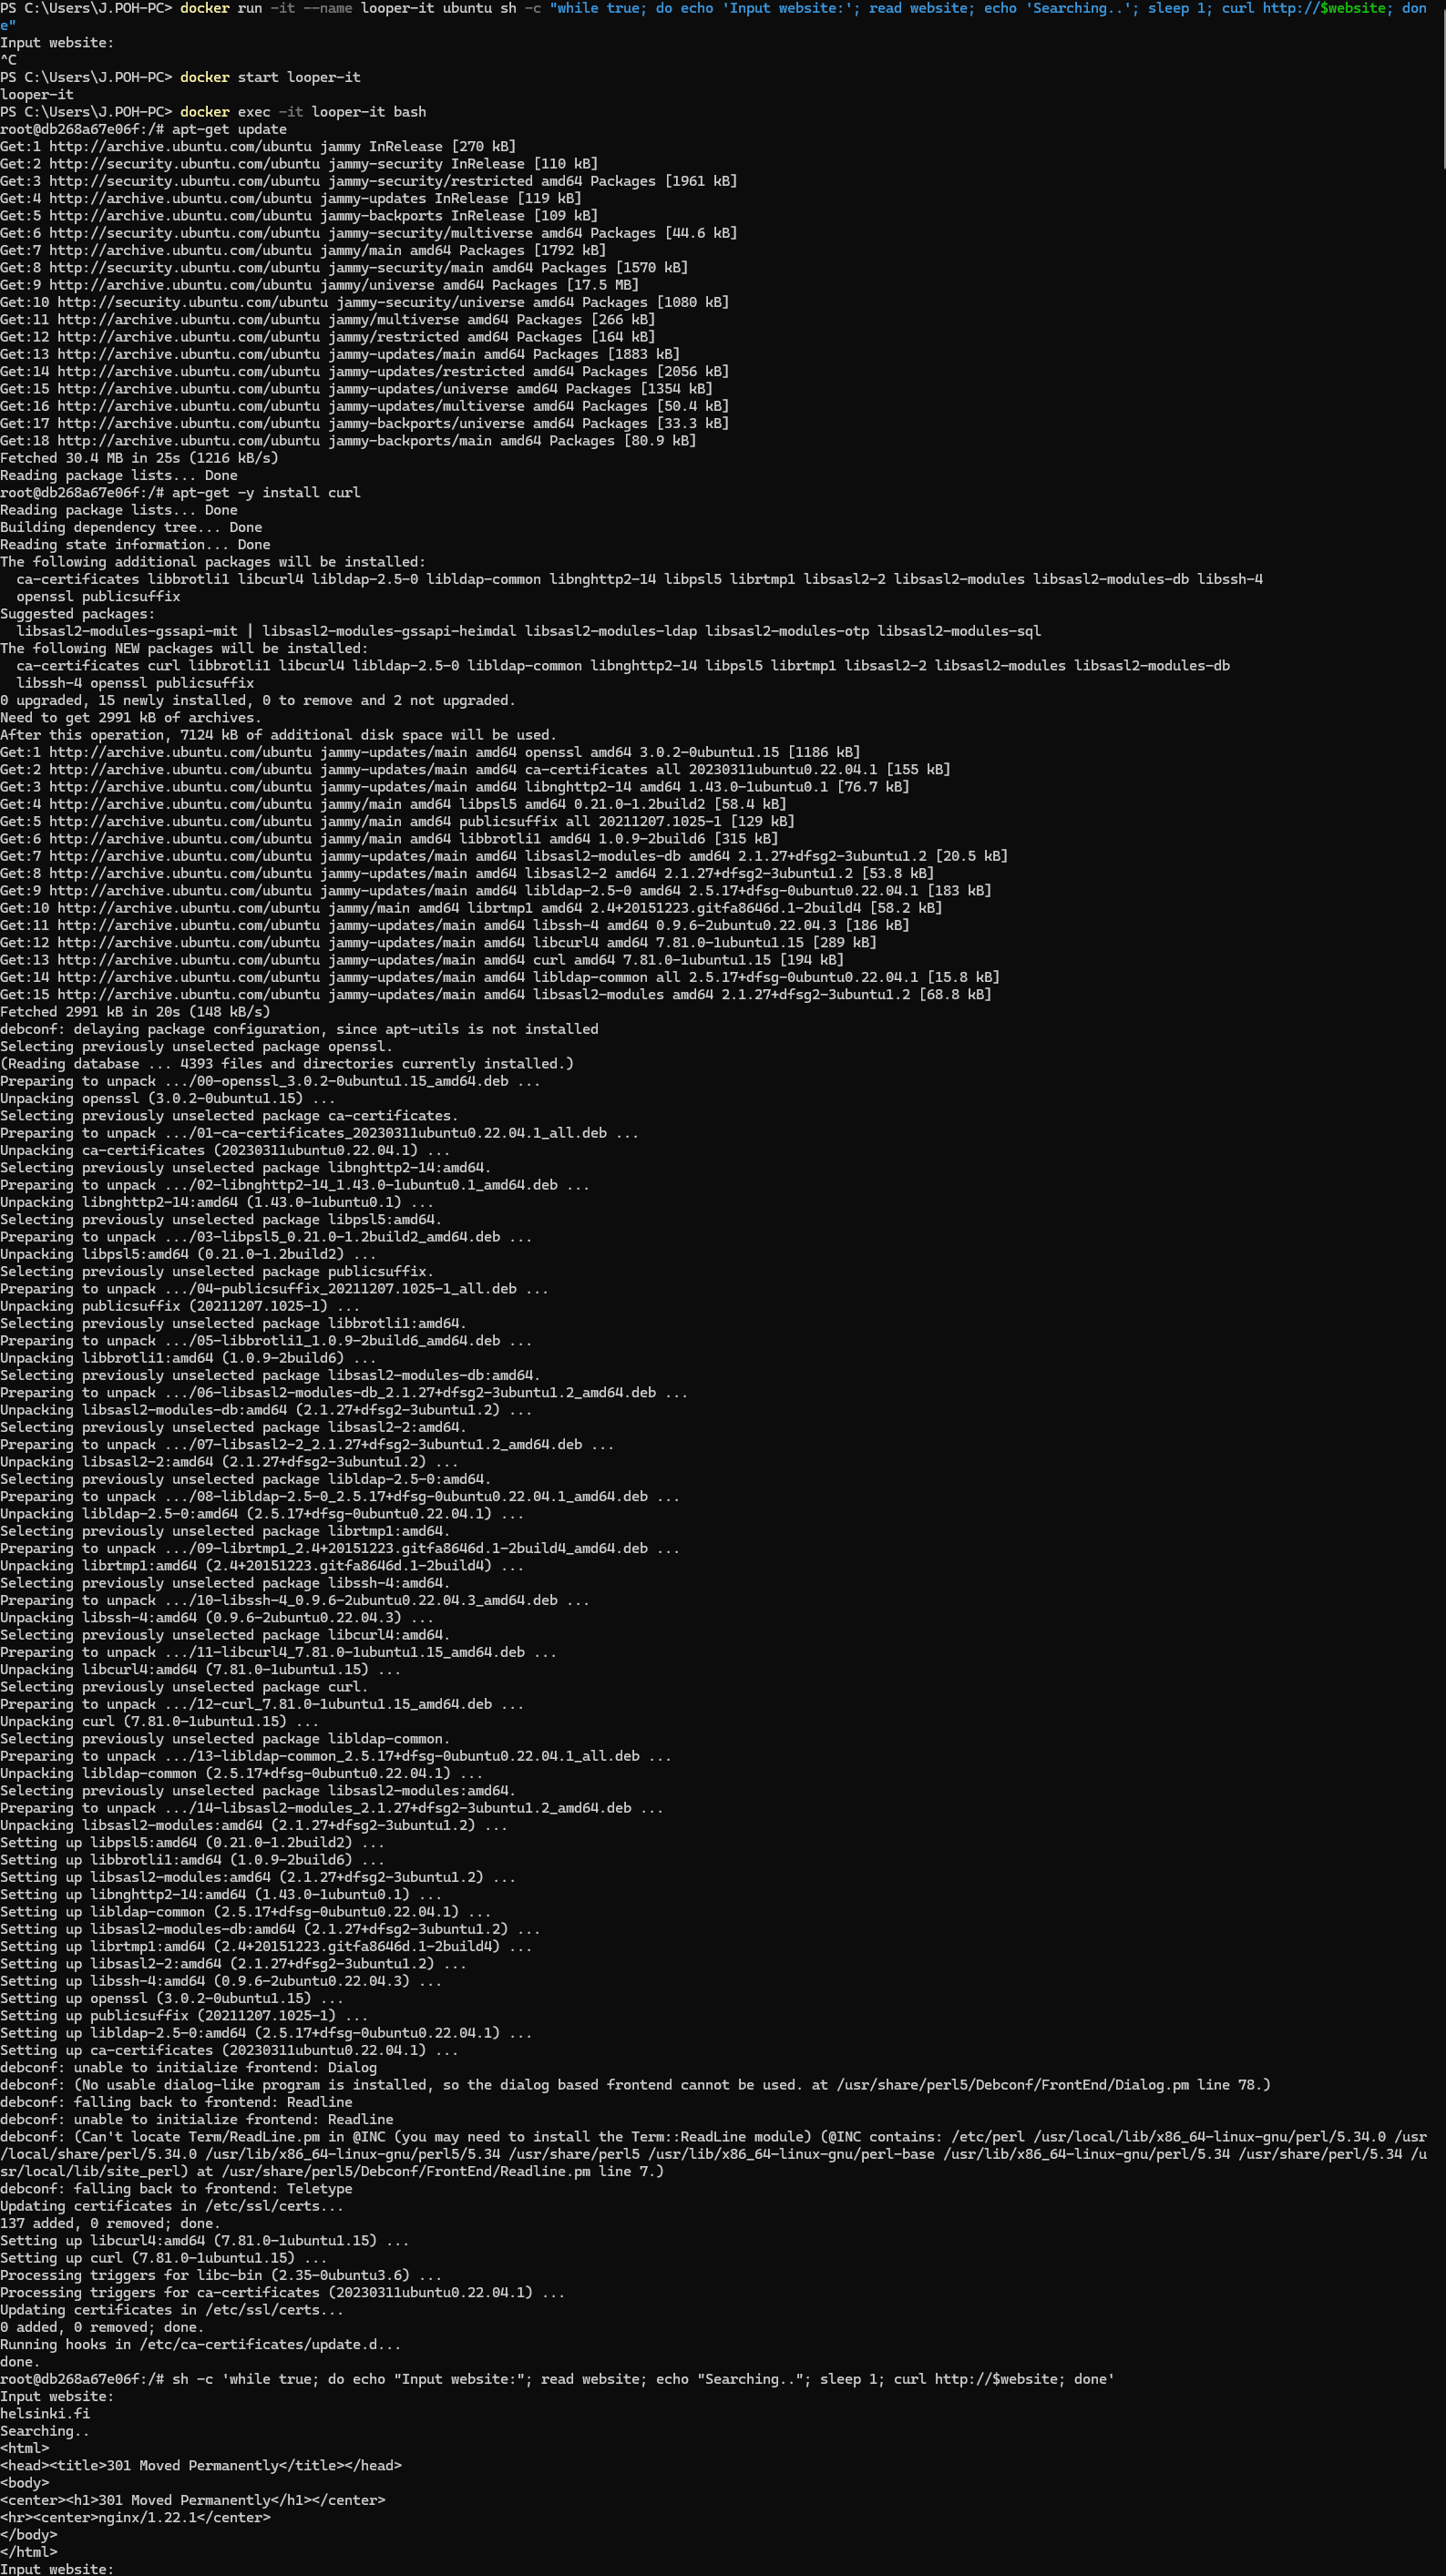 PS C:\Users\J.POH-PC> docker run -it --name looper-it ubuntu sh -c "while true; do echo 'Input website:'; read website; echo 'Searching..'; sleep 1; curl http://$website; don
e"
Input website:
^C
PS C:\Users\J.POH-PC> docker start looper-it
looper-it
PS C:\Users\J.POH-PC> docker exec -it looper-it bash
root@db268a67e06f:/# apt-get update
Get:1 http://archive.ubuntu.com/ubuntu jammy InRelease [270 kB]
Get:2 http://security.ubuntu.com/ubuntu jammy-security InRelease [110 kB]
Get:3 http://security.ubuntu.com/ubuntu jammy-security/restricted amd64 Packages [1961 kB]
Get:4 http://archive.ubuntu.com/ubuntu jammy-updates InRelease [119 kB]
Get:5 http://archive.ubuntu.com/ubuntu jammy-backports InRelease [109 kB]
Get:6 http://security.ubuntu.com/ubuntu jammy-security/multiverse amd64 Packages [44.6 kB]
Get:7 http://archive.ubuntu.com/ubuntu jammy/main amd64 Packages [1792 kB]
Get:8 http://security.ubuntu.com/ubuntu jammy-security/main amd64 Packages [1570 kB]
Get:9 http://archive.ubuntu.com/ubuntu jammy/universe amd64 Packages [17.5 MB]
Get:10 http://security.ubuntu.com/ubuntu jammy-security/universe amd64 Packages [1080 kB]
Get:11 http://archive.ubuntu.com/ubuntu jammy/multiverse amd64 Packages [266 kB]
Get:12 http://archive.ubuntu.com/ubuntu jammy/restricted amd64 Packages [164 kB]
Get:13 http://archive.ubuntu.com/ubuntu jammy-updates/main amd64 Packages [1883 kB]
Get:14 http://archive.ubuntu.com/ubuntu jammy-updates/restricted amd64 Packages [2056 kB]
Get:15 http://archive.ubuntu.com/ubuntu jammy-updates/universe amd64 Packages [1354 kB]
Get:16 http://archive.ubuntu.com/ubuntu jammy-updates/multiverse amd64 Packages [50.4 kB]
Get:17 http://archive.ubuntu.com/ubuntu jammy-backports/universe amd64 Packages [33.3 kB]
Get:18 http://archive.ubuntu.com/ubuntu jammy-backports/main amd64 Packages [80.9 kB]
Fetched 30.4 MB in 25s (1216 kB/s)
Reading package lists... Done
root@db268a67e06f:/# apt-get -y install curl
Reading package lists... Done
Building dependency tree... Done
Reading state information... Done
The following additional packages will be installed:
  ca-certificates libbrotli1 libcurl4 libldap-2.5-0 libldap-common libnghttp2-14 libpsl5 librtmp1 libsasl2-2 libsasl2-modules libsasl2-modules-db libssh-4
  openssl publicsuffix
Suggested packages:
  libsasl2-modules-gssapi-mit | libsasl2-modules-gssapi-heimdal libsasl2-modules-ldap libsasl2-modules-otp libsasl2-modules-sql
The following NEW packages will be installed:
  ca-certificates curl libbrotli1 libcurl4 libldap-2.5-0 libldap-common libnghttp2-14 libpsl5 librtmp1 libsasl2-2 libsasl2-modules libsasl2-modules-db
  libssh-4 openssl publicsuffix
0 upgraded, 15 newly installed, 0 to remove and 2 not upgraded.
Need to get 2991 kB of archives.
After this operation, 7124 kB of additional disk space will be used.
Get:1 http://archive.ubuntu.com/ubuntu jammy-updates/main amd64 openssl amd64 3.0.2-0ubuntu1.15 [1186 kB]
Get:2 http://archive.ubuntu.com/ubuntu jammy-updates/main amd64 ca-certificates all 20230311ubuntu0.22.04.1 [155 kB]
Get:3 http://archive.ubuntu.com/ubuntu jammy-updates/main amd64 libnghttp2-14 amd64 1.43.0-1ubuntu0.1 [76.7 kB]
Get:4 http://archive.ubuntu.com/ubuntu jammy/main amd64 libpsl5 amd64 0.21.0-1.2build2 [58.4 kB]
Get:5 http://archive.ubuntu.com/ubuntu jammy/main amd64 publicsuffix all 20211207.1025-1 [129 kB]
Get:6 http://archive.ubuntu.com/ubuntu jammy/main amd64 libbrotli1 amd64 1.0.9-2build6 [315 kB]
Get:7 http://archive.ubuntu.com/ubuntu jammy-updates/main amd64 libsasl2-modules-db amd64 2.1.27+dfsg2-3ubuntu1.2 [20.5 kB]
Get:8 http://archive.ubuntu.com/ubuntu jammy-updates/main amd64 libsasl2-2 amd64 2.1.27+dfsg2-3ubuntu1.2 [53.8 kB]
Get:9 http://archive.ubuntu.com/ubuntu jammy-updates/main amd64 libldap-2.5-0 amd64 2.5.17+dfsg-0ubuntu0.22.04.1 [183 kB]
Get:10 http://archive.ubuntu.com/ubuntu jammy/main amd64 librtmp1 amd64 2.4+20151223.gitfa8646d.1-2build4 [58.2 kB]
Get:11 http://archive.ubuntu.com/ubuntu jammy-updates/main amd64 libssh-4 amd64 0.9.6-2ubuntu0.22.04.3 [186 kB]
Get:12 http://archive.ubuntu.com/ubuntu jammy-updates/main amd64 libcurl4 amd64 7.81.0-1ubuntu1.15 [289 kB]
Get:13 http://archive.ubuntu.com/ubuntu jammy-updates/main amd64 curl amd64 7.81.0-1ubuntu1.15 [194 kB]
Get:14 http://archive.ubuntu.com/ubuntu jammy-updates/main amd64 libldap-common all 2.5.17+dfsg-0ubuntu0.22.04.1 [15.8 kB]
Get:15 http://archive.ubuntu.com/ubuntu jammy-updates/main amd64 libsasl2-modules amd64 2.1.27+dfsg2-3ubuntu1.2 [68.8 kB]
Fetched 2991 kB in 20s (148 kB/s)
debconf: delaying package configuration, since apt-utils is not installed
Selecting previously unselected package openssl.
(Reading database ... 4393 files and directories currently installed.)
Preparing to unpack .../00-openssl_3.0.2-0ubuntu1.15_amd64.deb ...
Unpacking openssl (3.0.2-0ubuntu1.15) ...
Selecting previously unselected package ca-certificates.
Preparing to unpack .../01-ca-certificates_20230311ubuntu0.22.04.1_all.deb ...
Unpacking ca-certificates (20230311ubuntu0.22.04.1) ...
Selecting previously unselected package libnghttp2-14:amd64.
Preparing to unpack .../02-libnghttp2-14_1.43.0-1ubuntu0.1_amd64.deb ...
Unpacking libnghttp2-14:amd64 (1.43.0-1ubuntu0.1) ...
Selecting previously unselected package libpsl5:amd64.
Preparing to unpack .../03-libpsl5_0.21.0-1.2build2_amd64.deb ...
Unpacking libpsl5:amd64 (0.21.0-1.2build2) ...
Selecting previously unselected package publicsuffix.
Preparing to unpack .../04-publicsuffix_20211207.1025-1_all.deb ...
Unpacking publicsuffix (20211207.1025-1) ...
Selecting previously unselected package libbrotli1:amd64.
Preparing to unpack .../05-libbrotli1_1.0.9-2build6_amd64.deb ...
Unpacking libbrotli1:amd64 (1.0.9-2build6) ...
Selecting previously unselected package libsasl2-modules-db:amd64.
Preparing to unpack .../06-libsasl2-modules-db_2.1.27+dfsg2-3ubuntu1.2_amd64.deb ...
Unpacking libsasl2-modules-db:amd64 (2.1.27+dfsg2-3ubuntu1.2) ...
Selecting previously unselected package libsasl2-2:amd64.
Preparing to unpack .../07-libsasl2-2_2.1.27+dfsg2-3ubuntu1.2_amd64.deb ...
Unpacking libsasl2-2:amd64 (2.1.27+dfsg2-3ubuntu1.2) ...
Selecting previously unselected package libldap-2.5-0:amd64.
Preparing to unpack .../08-libldap-2.5-0_2.5.17+dfsg-0ubuntu0.22.04.1_amd64.deb ...
Unpacking libldap-2.5-0:amd64 (2.5.17+dfsg-0ubuntu0.22.04.1) ...
Selecting previously unselected package librtmp1:amd64.
Preparing to unpack .../09-librtmp1_2.4+20151223.gitfa8646d.1-2build4_amd64.deb ...
Unpacking librtmp1:amd64 (2.4+20151223.gitfa8646d.1-2build4) ...
Selecting previously unselected package libssh-4:amd64.
Preparing to unpack .../10-libssh-4_0.9.6-2ubuntu0.22.04.3_amd64.deb ...
Unpacking libssh-4:amd64 (0.9.6-2ubuntu0.22.04.3) ...
Selecting previously unselected package libcurl4:amd64.
Preparing to unpack .../11-libcurl4_7.81.0-1ubuntu1.15_amd64.deb ...
Unpacking libcurl4:amd64 (7.81.0-1ubuntu1.15) ...
Selecting previously unselected package curl.
Preparing to unpack .../12-curl_7.81.0-1ubuntu1.15_amd64.deb ...
Unpacking curl (7.81.0-1ubuntu1.15) ...
Selecting previously unselected package libldap-common.
Preparing to unpack .../13-libldap-common_2.5.17+dfsg-0ubuntu0.22.04.1_all.deb ...
Unpacking libldap-common (2.5.17+dfsg-0ubuntu0.22.04.1) ...
Selecting previously unselected package libsasl2-modules:amd64.
Preparing to unpack .../14-libsasl2-modules_2.1.27+dfsg2-3ubuntu1.2_amd64.deb ...
Unpacking libsasl2-modules:amd64 (2.1.27+dfsg2-3ubuntu1.2) ...
Setting up libpsl5:amd64 (0.21.0-1.2build2) ...
Setting up libbrotli1:amd64 (1.0.9-2build6) ...
Setting up libsasl2-modules:amd64 (2.1.27+dfsg2-3ubuntu1.2) ...
Setting up libnghttp2-14:amd64 (1.43.0-1ubuntu0.1) ...
Setting up libldap-common (2.5.17+dfsg-0ubuntu0.22.04.1) ...
Setting up libsasl2-modules-db:amd64 (2.1.27+dfsg2-3ubuntu1.2) ...
Setting up librtmp1:amd64 (2.4+20151223.gitfa8646d.1-2build4) ...
Setting up libsasl2-2:amd64 (2.1.27+dfsg2-3ubuntu1.2) ...
Setting up libssh-4:amd64 (0.9.6-2ubuntu0.22.04.3) ...
Setting up openssl (3.0.2-0ubuntu1.15) ...
Setting up publicsuffix (20211207.1025-1) ...
Setting up libldap-2.5-0:amd64 (2.5.17+dfsg-0ubuntu0.22.04.1) ...
Setting up ca-certificates (20230311ubuntu0.22.04.1) ...
debconf: unable to initialize frontend: Dialog
debconf: (No usable dialog-like program is installed, so the dialog based frontend cannot be used. at /usr/share/perl5/Debconf/FrontEnd/Dialog.pm line 78.)
debconf: falling back to frontend: Readline
debconf: unable to initialize frontend: Readline
debconf: (Can't locate Term/ReadLine.pm in @INC (you may need to install the Term::ReadLine module) (@INC contains: /etc/perl /usr/local/lib/x86_64-linux-gnu/perl/5.34.0 /usr
/local/share/perl/5.34.0 /usr/lib/x86_64-linux-gnu/perl5/5.34 /usr/share/perl5 /usr/lib/x86_64-linux-gnu/perl-base /usr/lib/x86_64-linux-gnu/perl/5.34 /usr/share/perl/5.34 /u
sr/local/lib/site_perl) at /usr/share/perl5/Debconf/FrontEnd/Readline.pm line 7.)
debconf: falling back to frontend: Teletype
Updating certificates in /etc/ssl/certs...
137 added, 0 removed; done.
Setting up libcurl4:amd64 (7.81.0-1ubuntu1.15) ...
Setting up curl (7.81.0-1ubuntu1.15) ...
Processing triggers for libc-bin (2.35-0ubuntu3.6) ...
Processing triggers for ca-certificates (20230311ubuntu0.22.04.1) ...
Updating certificates in /etc/ssl/certs...
0 added, 0 removed; done.
Running hooks in /etc/ca-certificates/update.d...
done.
root@db268a67e06f:/# sh -c 'while true; do echo "Input website:"; read website; echo "Searching.."; sleep 1; curl http://$website; done'
Input website:
helsinki.fi
Searching..
<html>
<head><title>301 Moved Permanently</title></head>
<body>
<center><h1>301 Moved Permanently</h1></center>
<hr><center>nginx/1.22.1</center>
</body>
</html>
Input website: